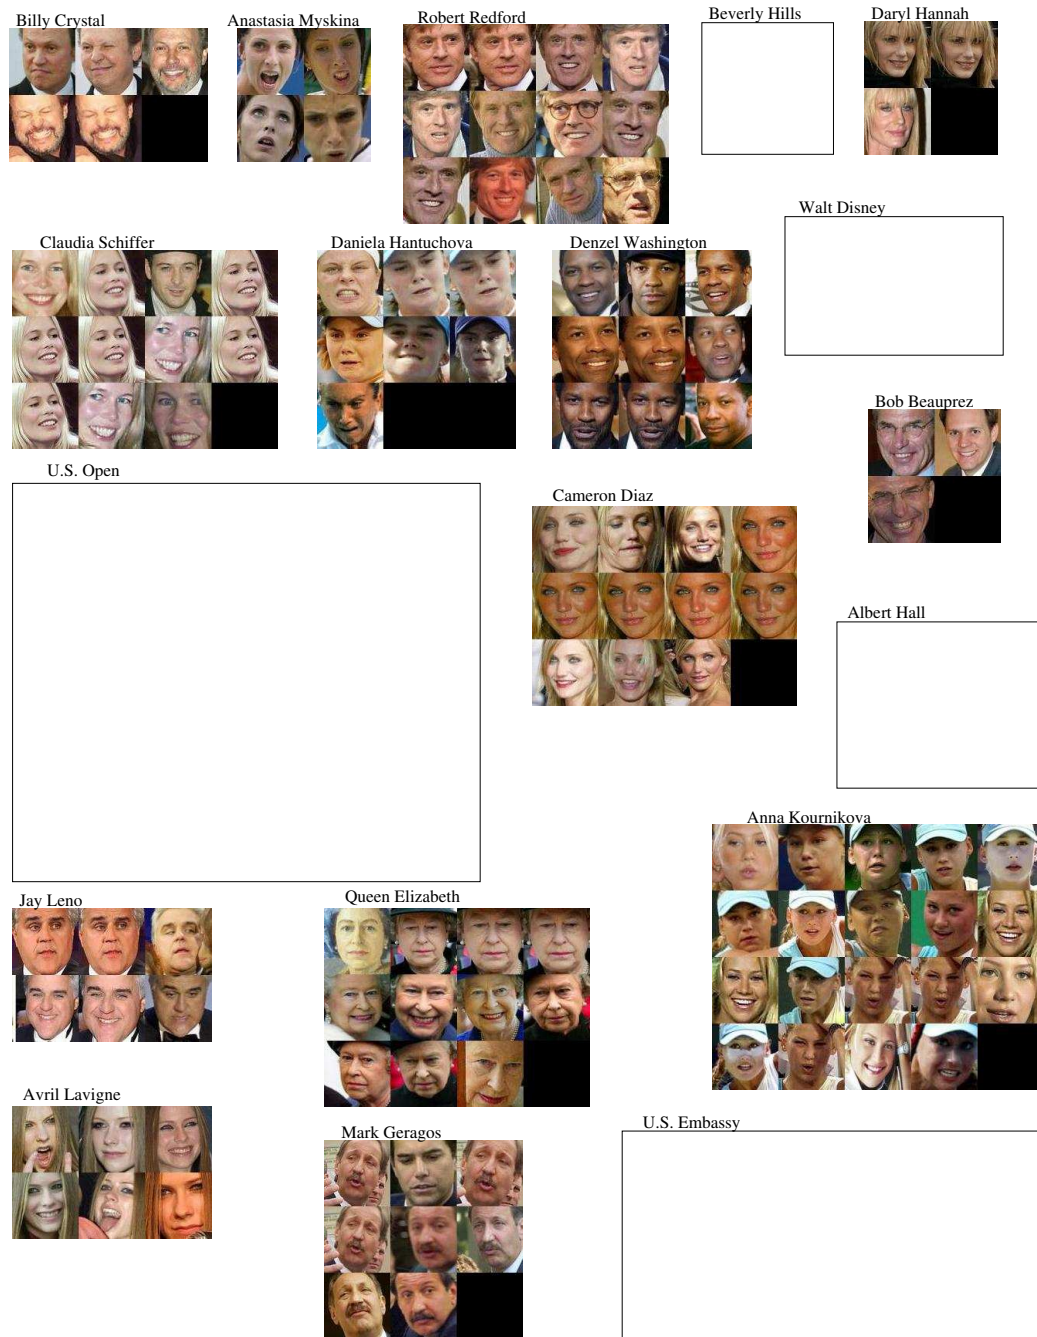 Billy Crystal
Anastasia Myskina
Robert Redford
Beverly Hills
Daryl Hannah
Walt Disney
Claudia Schiffer
Daniela Hantuchova
Denzel Washington
Bob Beauprez
U.S. Open
Cameron Diaz
Albert Hall
Anna Kournikova
Jay Leno
Queen Elizabeth
Avril Lavigne
U.S. Embassy
Mark Geragos